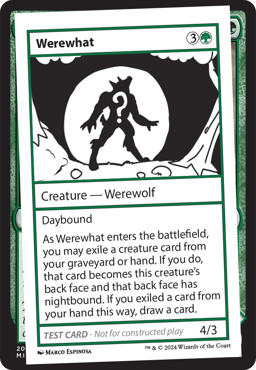 Werewhat 3
?
Creature — Werewolf
Daybound
As Werewhat enters the battlefield,
you may exile a creature card from
your graveyard or hand. If you do,
that card becomes this creature's
back face and that back face has
nightbound. If you exiled a card from
your hand this way, draw a card.
TEST CARD - Not for constructed play 4/3
Marco Espinosa ™ & © 2024 Wizards of the Coast
20
MI